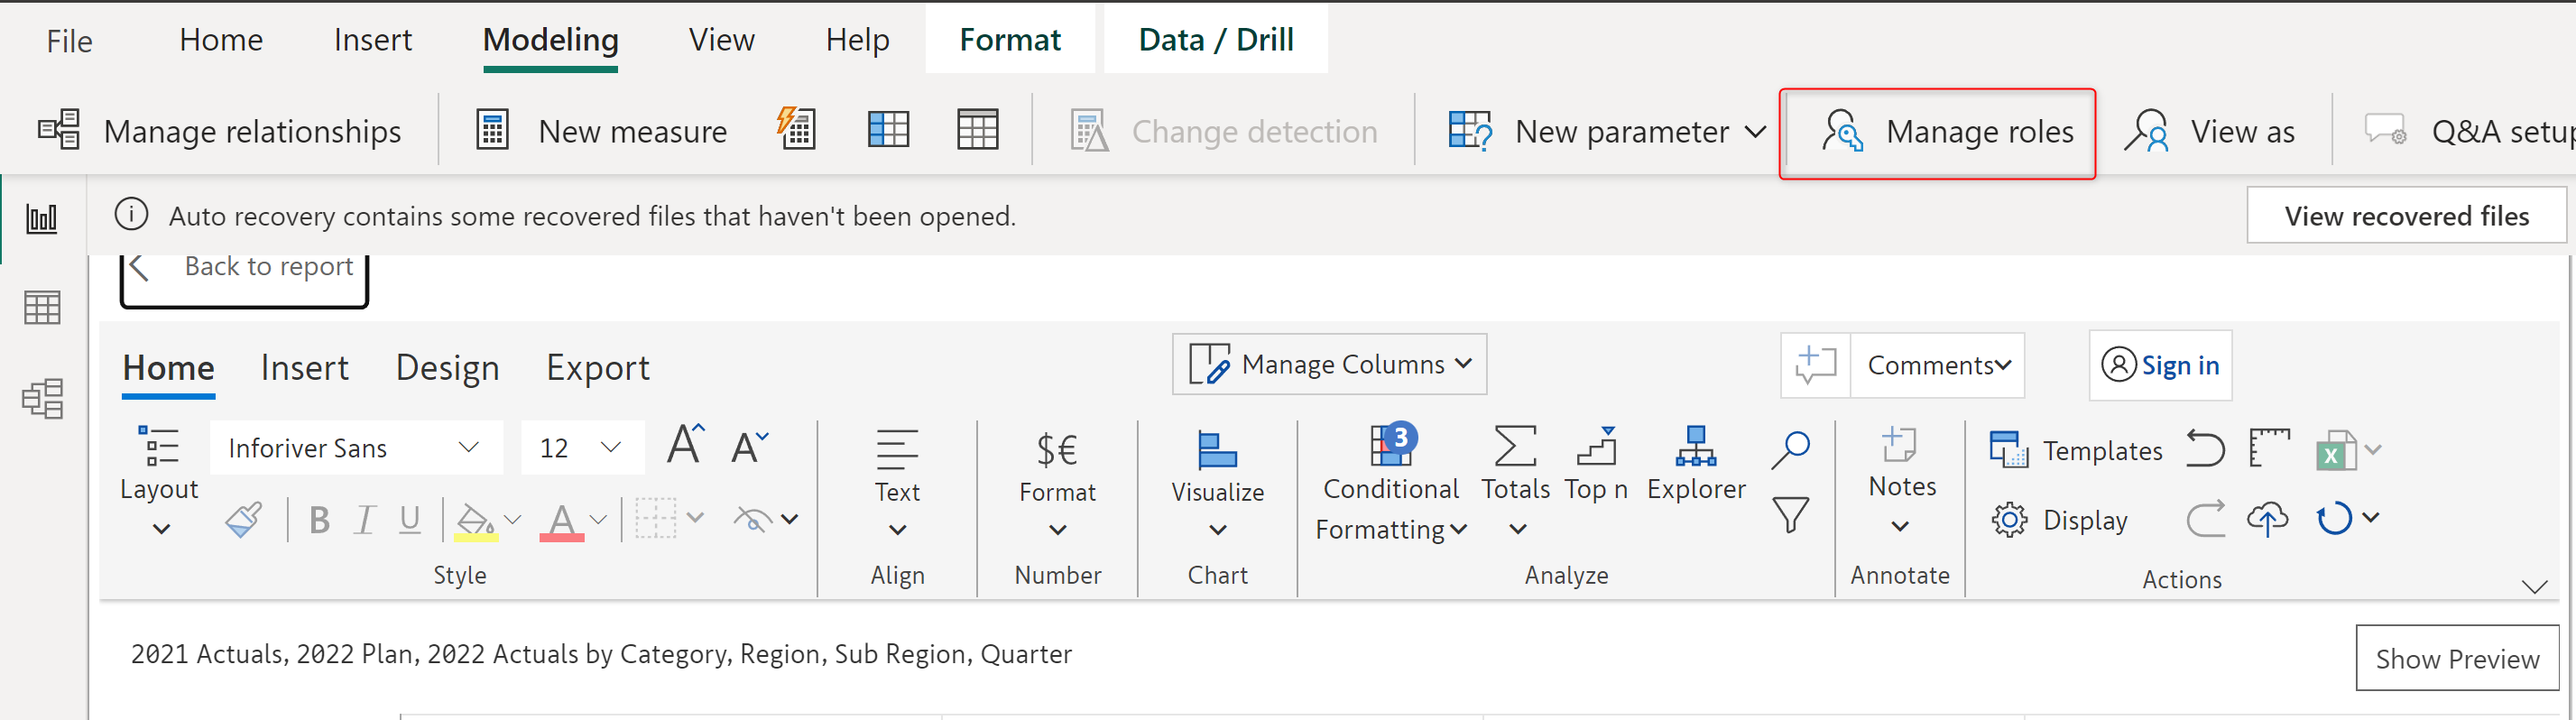 File Home Insert Modeling View Help Format Data / Drill
Manage relationships New measure Change detection New parameter Manage roles View as Q&A setup
Auto recovery contains some recovered files that haven't been opened. View recovered files
Back to report
Home Insert Design Export Manage Columns Comments Sign in
Inforiver Sans 12 A A $€ 3 Templates X
Layout Text Format Visualize Conditional Totals Top n Explorer Notes
B I U A Formatting Display
Style Align Number Chart Analyze Annotate Actions
2021 Actuals, 2022 Plan, 2022 Actuals by Category, Region, Sub Region, Quarter Show Preview